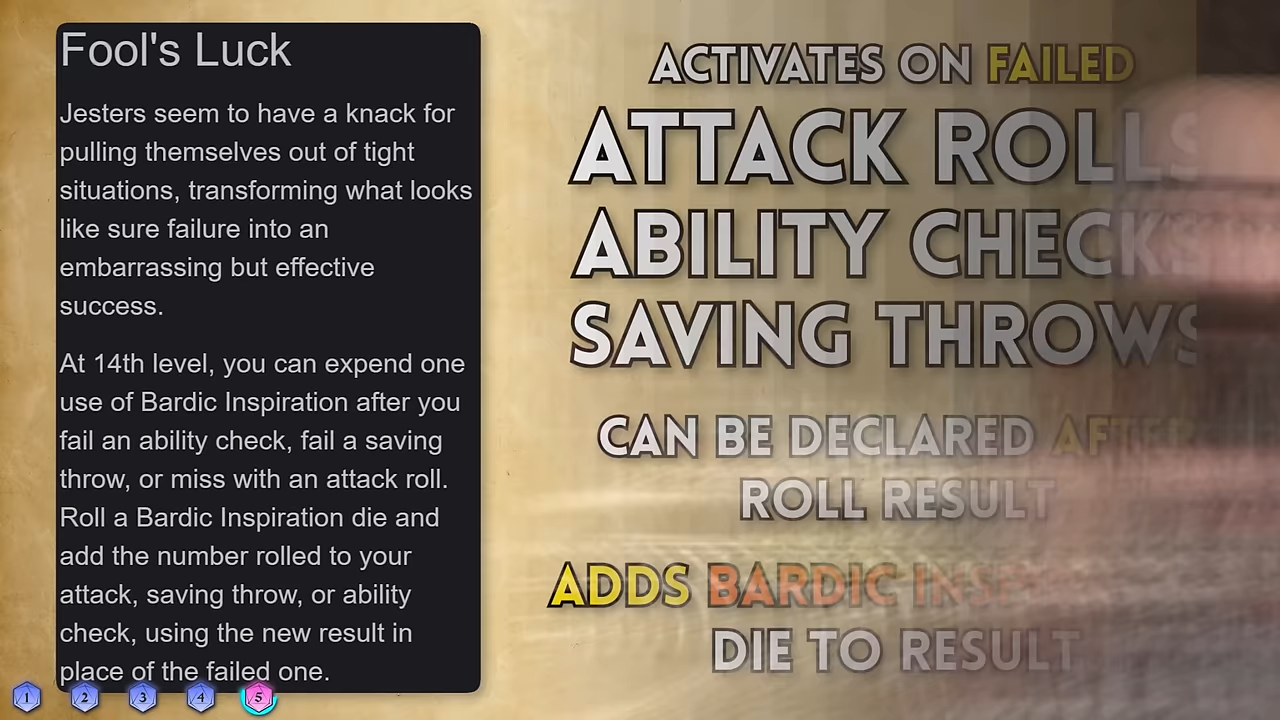 Fool's Luck
Jesters seem to have a knack for
pulling themselves out of tight
situations, transforming what looks
like sure failure into an
embarrassing but effective
success.
At 14th level, you can expend one
use of Bardic Inspiration after you
fail an ability check, fail a saving
throw, or miss with an attack roll.
Roll a Bardic Inspiration die and
add the number rolled to your
attack, saving throw, or ability
check, using the new result in
place of the failed one.
1 2 3 4 5
ACTIVATES ON FAILED
ATTACK ROLLS
ABILITY CHECKS
SAVING THROWS
CAN BE DECLARED AFTER
ROLL RESULT
ADDS BARDIC
DIE TO RESULT